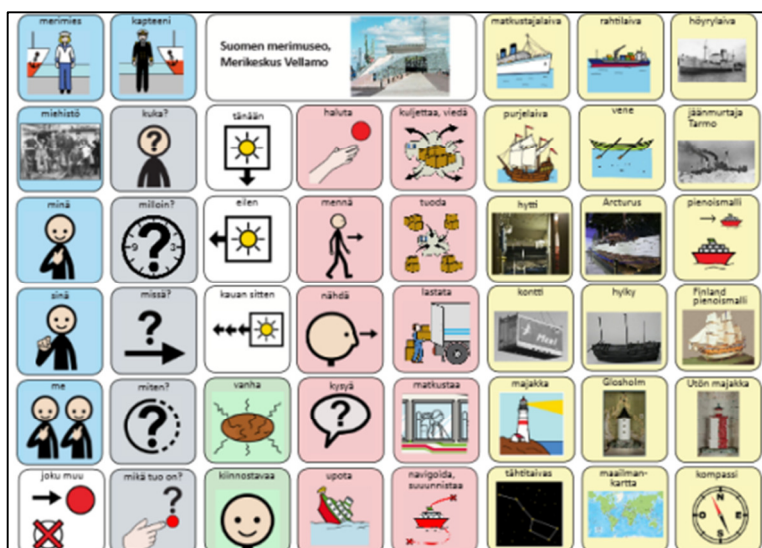 merimies
kapteeni
Suomen merimuseo,
Merikeskus Vellamo
matkustajalaiva
rahtilaiva
höyrylaiva
miehistö
kuka?
tänään
haluta
kuljettaa, viedä
purjelaiva
vene
jäänmurtaja
Tarmo
minä
milloin?
eilen
mennä
tuoda
hytti
Arcturus
pienoismalli
sinä
missä?
kauan sitten
nähdä
lastata
kontti
hylky
Finland
pienoismalli
me
miten?
vanha
kysyä
matkustaa
majakka
Glosholm
Utön majakka
joku muu
mikä tuo on?
kiinnostavaa
upota
navigoida,
suuunnistaa
tähtitaivas
maailman-
kartta
kompassi
N
O
E
S